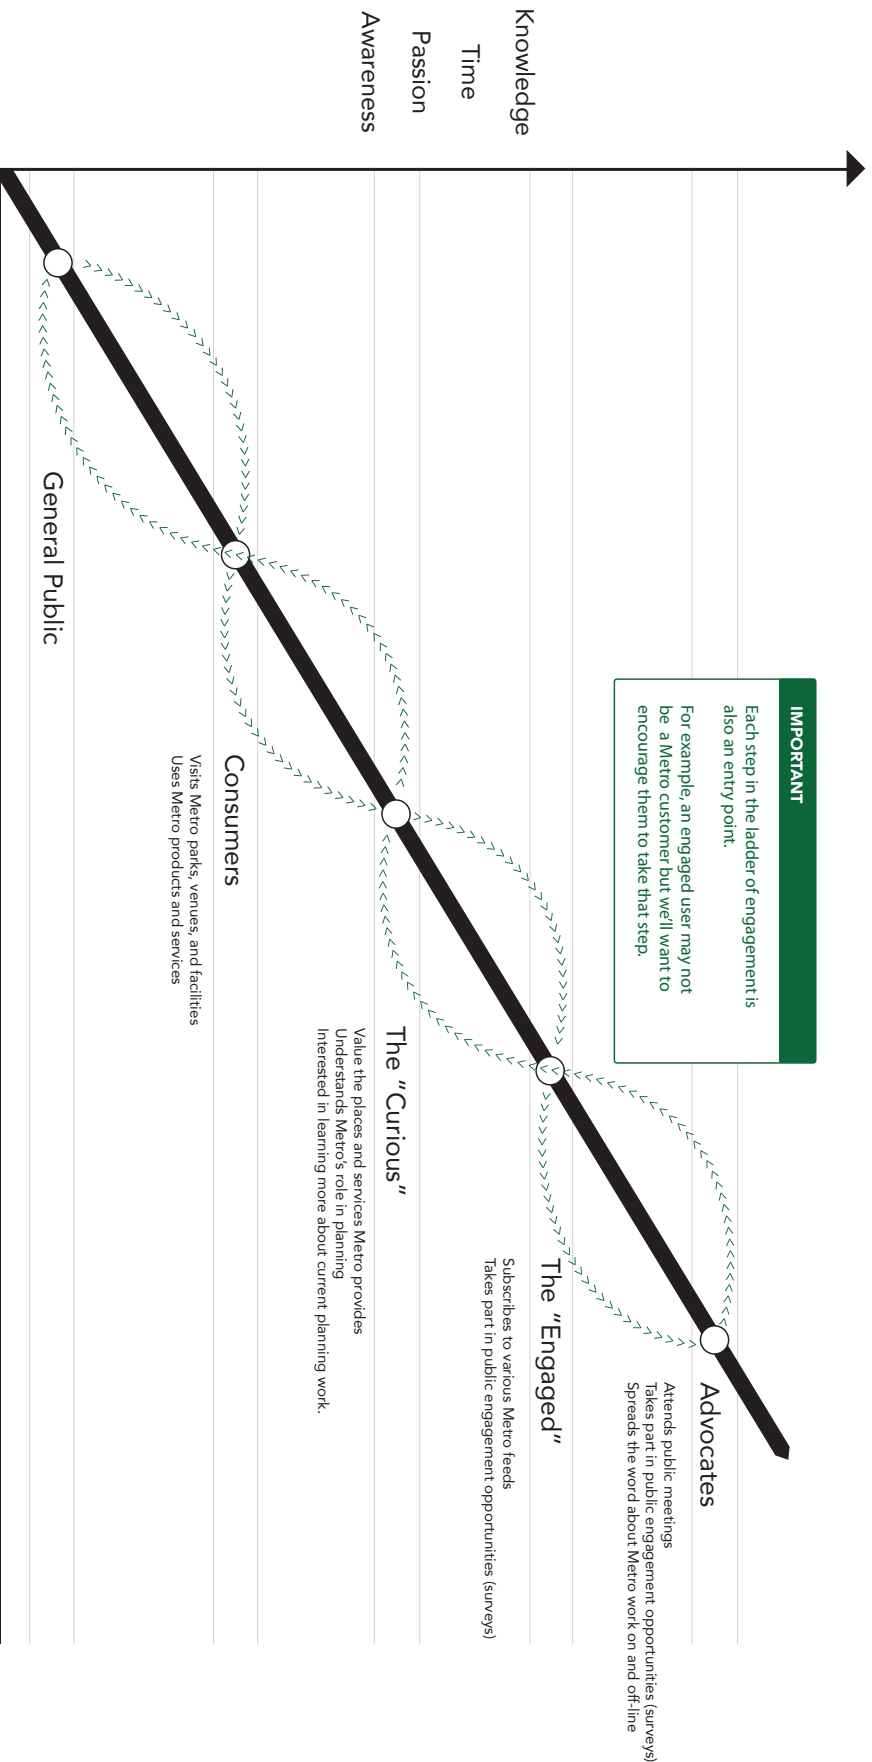 Knowledge
Time
Passion
Awareness
IMPORTANT
Each step in the ladder of engagement is
also an entry point.
For example, an engaged user may not
be a Metro customer but we’ll want to
encourage them to take that step.
Advocates
Attends public meetings
Takes part in public engagement opportunities (surveys)
Spreads the word about Metro work on and off-line
The “Engaged”
Subscribes to various Metro feeds
Takes part in public engagement opportunities (surveys)
The “Curious”
Value the places and services Metro provides
Understands Metro’s role in planning
Interested in learning more about current planning work.
Consumers
Visits Metro parks, venues, and facilities
Uses Metro products and services
General Public